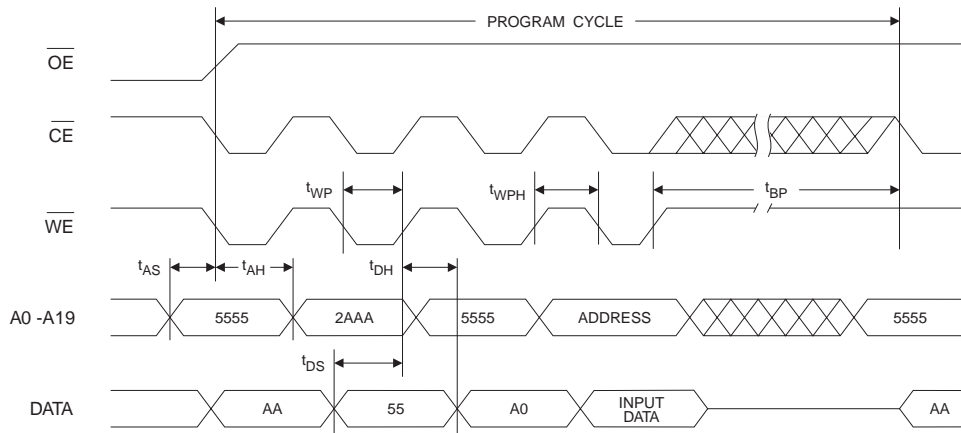 PROGRAM CYCLE
OE
CE
tWP
tWPH
tBP
WE
tAS
tAH
tDH
A0 -A19
5555
2AAA
5555
ADDRESS
5555
tDS
DATA
AA
55
A0
INPUT
DATA
AA